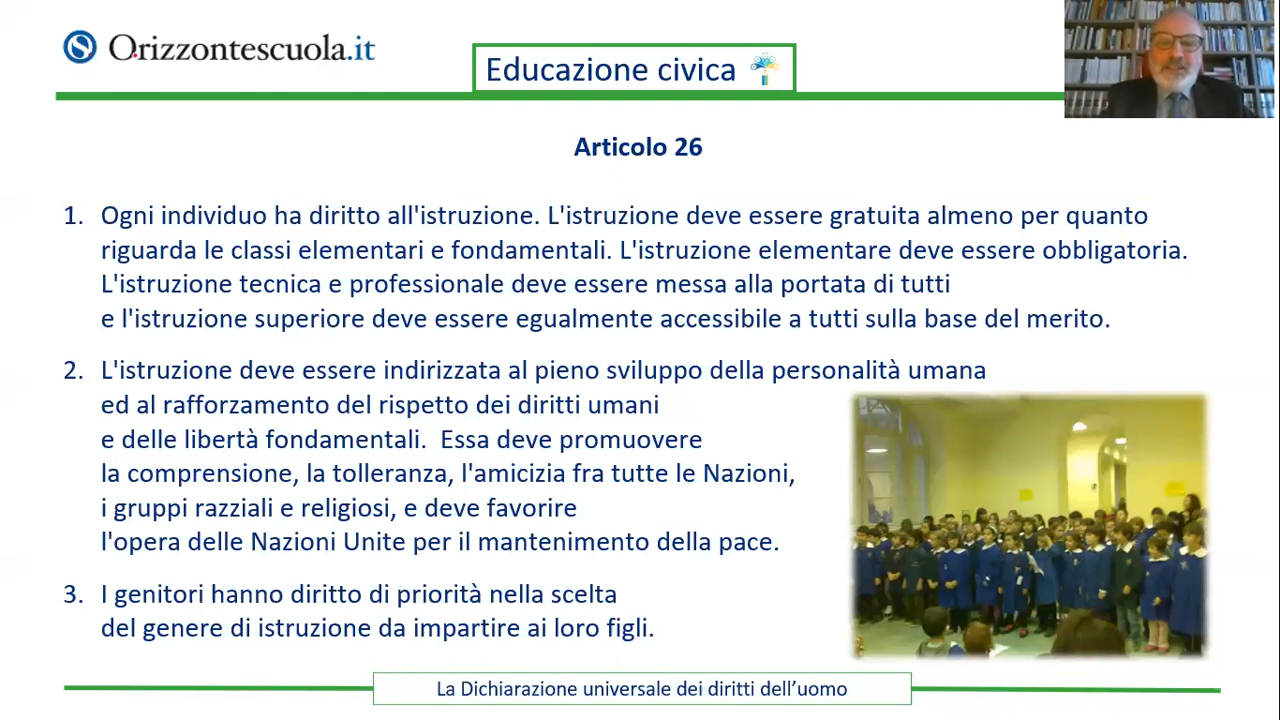 Orizzontescuola.it
Educazione civica
Articolo 26
1. Ogni individuo ha diritto all'istruzione. L'istruzione deve essere gratuita almeno per quanto
riguarda le classi elementari e fondamentali. L'istruzione elementare deve essere obbligatoria.
L'istruzione tecnica e professionale deve essere messa alla portata di tutti
e l'istruzione superiore deve essere egualmente accessibile a tutti sulla base del merito.
2. L'istruzione deve essere indirizzata al pieno sviluppo della personalità umana
ed al rafforzamento del rispetto dei diritti umani
e delle libertà fondamentali. Essa deve promuovere
la comprensione, la tolleranza, l'amicizia fra tutte le Nazioni,
i gruppi razziali e religiosi, e deve favorire
l'opera delle Nazioni Unite per il mantenimento della pace.
3. I genitori hanno diritto di priorità nella scelta
del genere di istruzione da impartire ai loro figli.
La Dichiarazione universale dei diritti dell’uomo